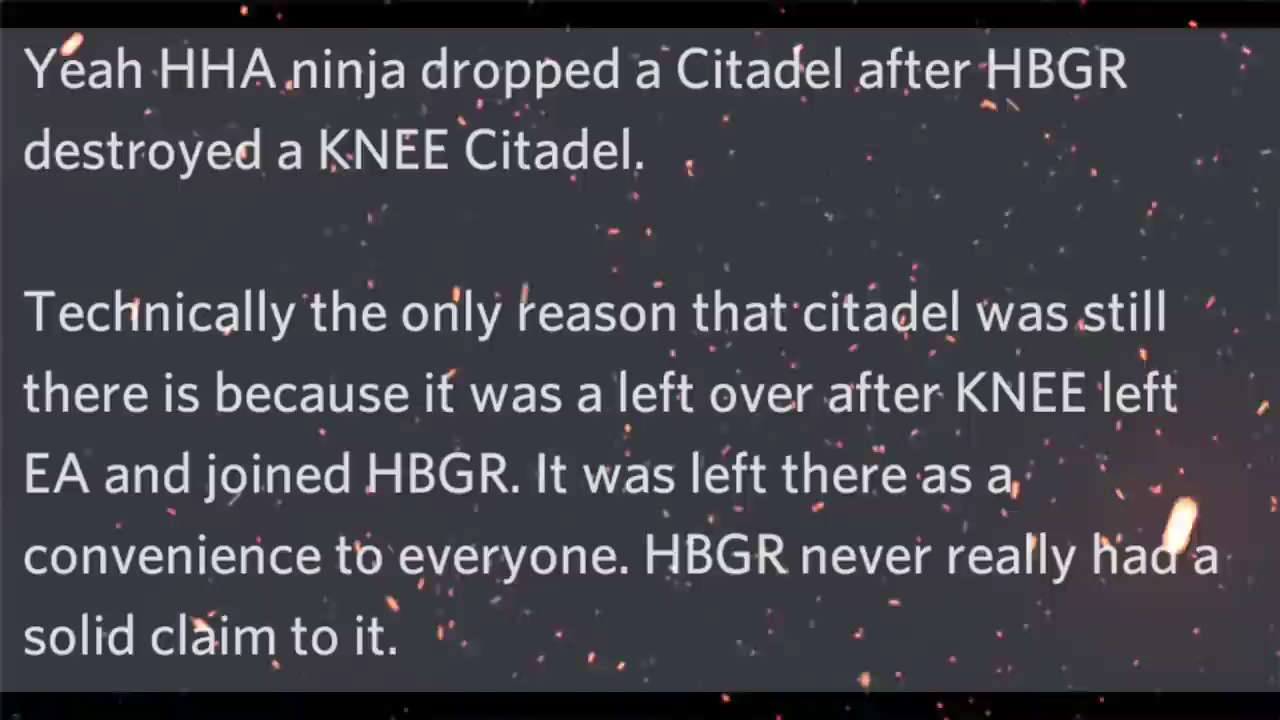 Yeah HHA ninja dropped a Citadel after HBGR
destroyed a KNEE Citadel.
Technically the only reason that citadel was still
there is because it was a left over after KNEE left
EA and joined HBGR. It was left there as a
convenience to everyone. HBGR never really had a
solid claim to it.